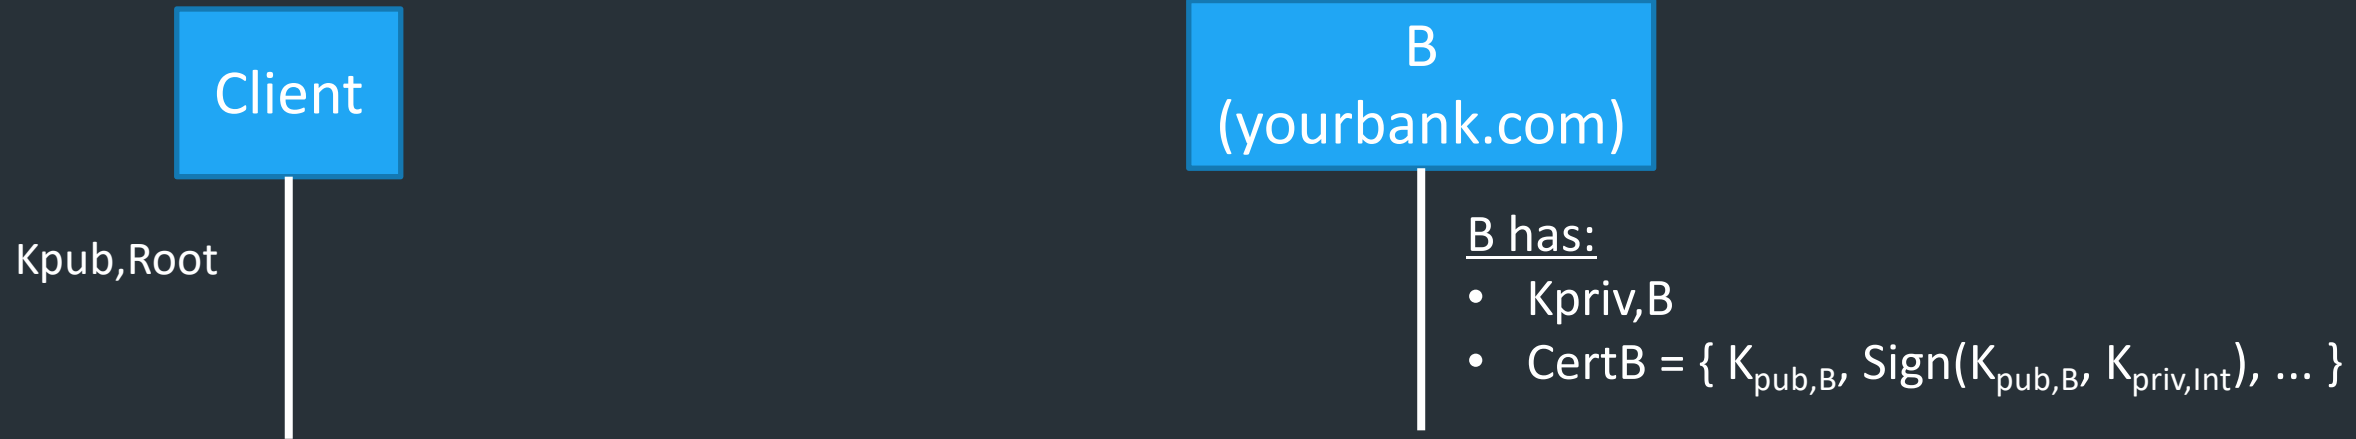 Client
B
(yourbank.com)
Kpub,Root
B has:
• Kpriv,B
• CertB = { Kpub,B, Sign(Kpub,B, Kpriv,Int), ... }